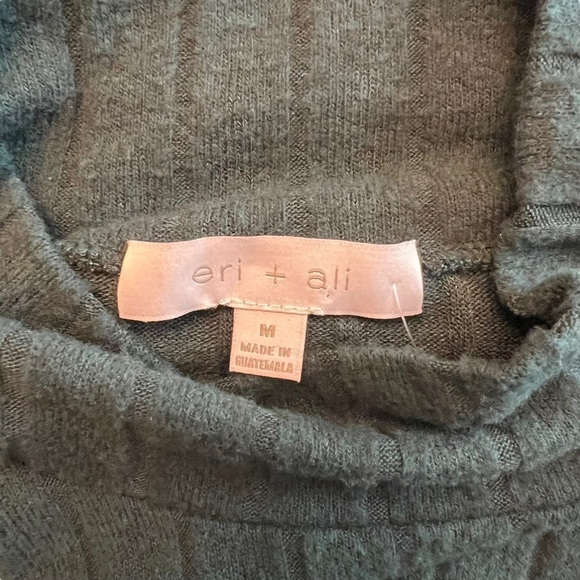 eri + ali
M
MADE IN
GUATEMALA